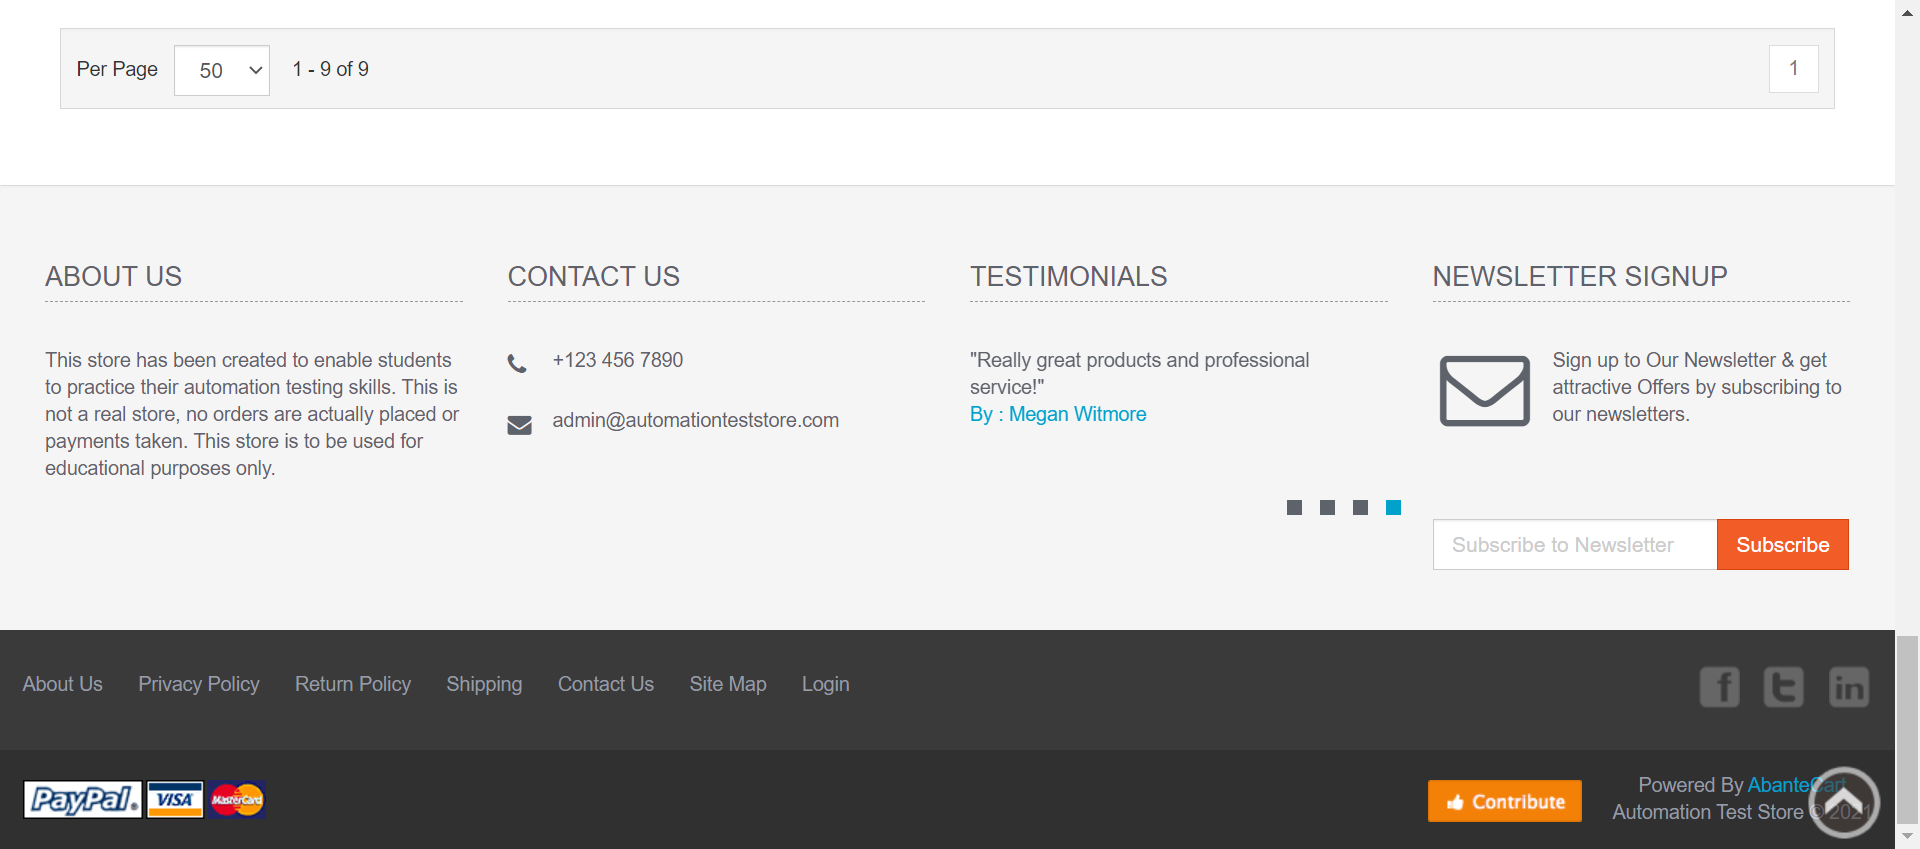 Per Page 50 1 - 9 of 9 1
ABOUT US
This store has been created to enable students
to practice their automation testing skills. This is
not a real store, no orders are actually placed or
payments taken. This store is to be used for
educational purposes only.
CONTACT US
+123 456 7890
admin@automationteststore.com
TESTIMONIALS
"Really great products and professional
service!"
By : Megan Witmore
NEWSLETTER SIGNUP
Sign up to Our Newsletter & get
attractive Offers by subscribing to
our newsletters.
Subscribe to Newsletter Subscribe
About Us Privacy Policy Return Policy Shipping Contact Us Site Map Login
f t in
PayPal VISA MasterCard
Contribute
Powered By AbanteCart
Automation Test Store © 2021